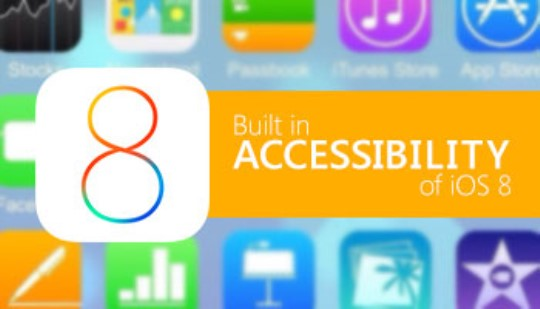 Stocks
Passbook
iTunes Store
App Store
8
Built in
ACCESSIBILITY
of iOS 8